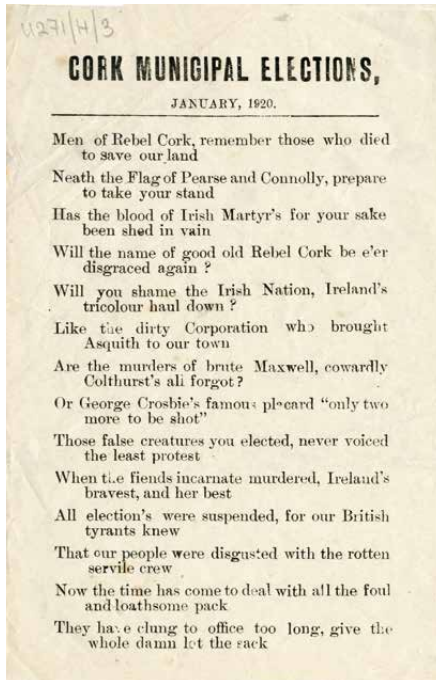 U271/H/3
CORK MUNICIPAL ELECTIONS,
JANUARY, 1920.
Men of Rebel Cork, remember those who died
to save our land
Neath the Flag of Pearse and Connolly, prepare
to take your stand
Has the blood of Irish Martyr's for your sake
been shed in vain
Will the name of good old Rebel Cork be e'er
disgraced again ?
Will you shame the Irish Nation, Ireland's
tricolour haul down ?
Like the dirty Corporation who brought
Asquith to our town
Are the murders of brute Maxwell, cowardly
Colthurst's all forgot ?
Or George Crosbie's famous placard "only two
more to be shot"
Those false creatures you elected, never voiced
the least protest
When the fiends incarnate murdered, Ireland's
bravest, and her best
All election's were suspended, for our British
tyrants knew
That our people were disgusted with the rotten
servile crew
Now the time has come to deal with all the foul
and loathsome pack
They have clung to office too long, give the
whole damn lot the sack